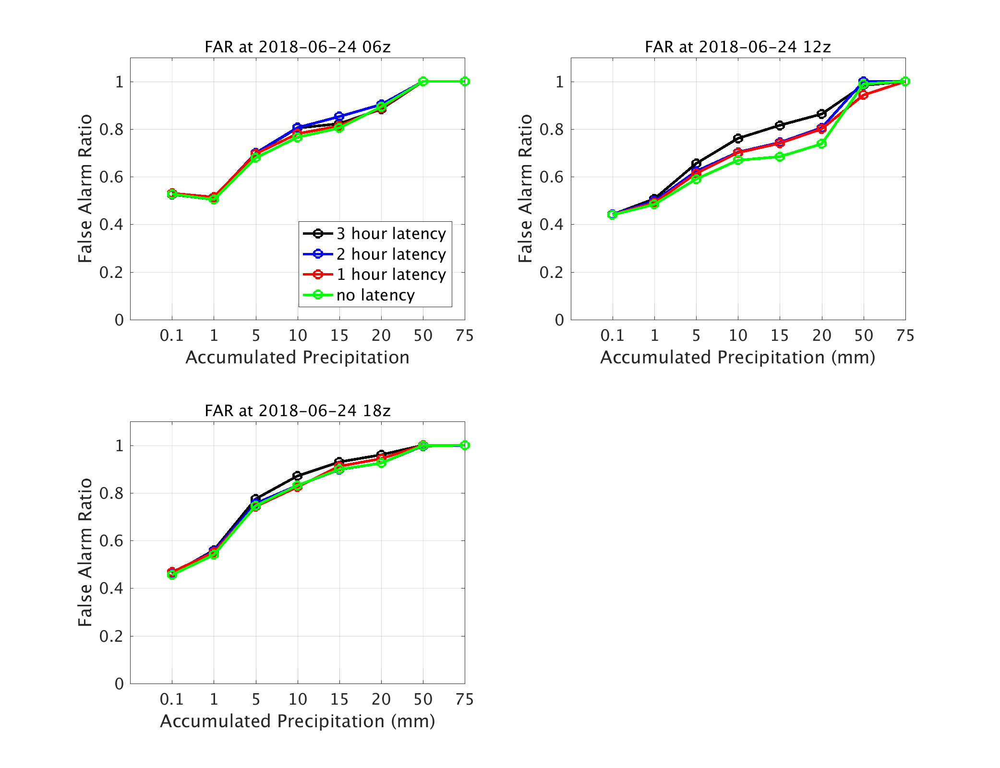 FAR at 2018-06-24 06z
False Alarm Ratio
1
0.8
0.6
0.4
0.2
0
3 hour latency
2 hour latency
1 hour latency
no latency
0.1 1 5 10 15 20 50 75
Accumulated Precipitation
FAR at 2018-06-24 12z
False Alarm Ratio
1
0.8
0.6
0.4
0.2
0
0.1 1 5 10 15 20 50 75
Accumulated Precipitation (mm)
FAR at 2018-06-24 18z
False Alarm Ratio
1
0.8
0.6
0.4
0.2
0
0.1 1 5 10 15 20 50 75
Accumulated Precipitation (mm)